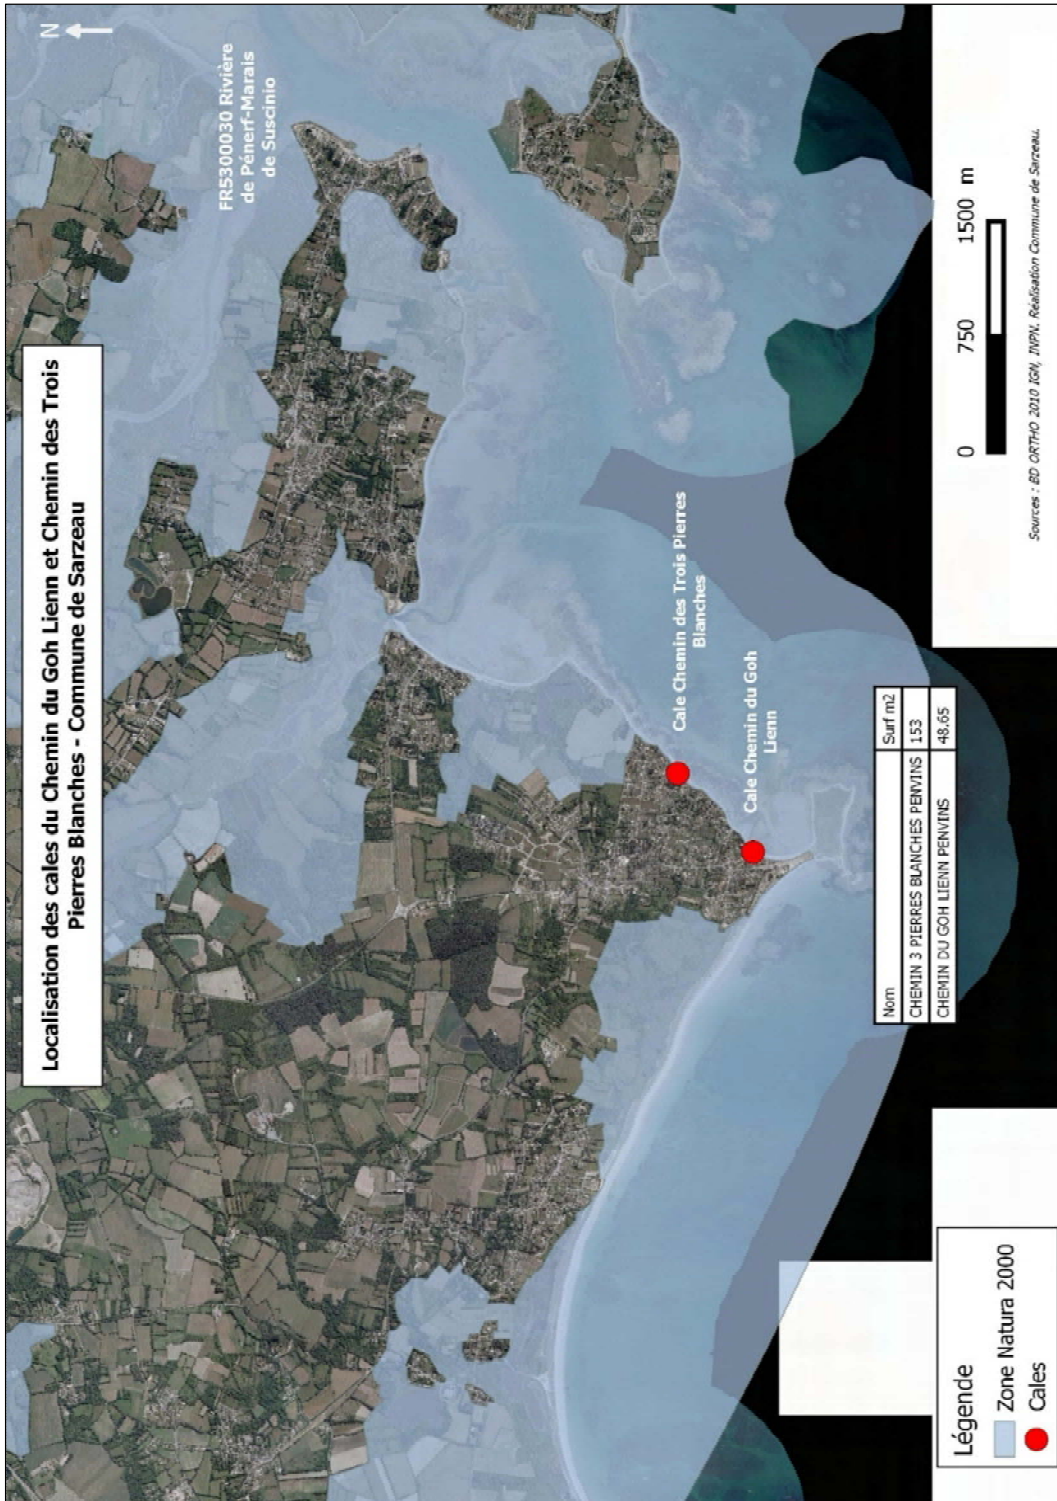 Localisation des cales du Chemin du Goh Lienn et Chemin des Trois
Pierres Blanches - Commune de Sarzeau
N
FR5300030 Rivière
de Pénerf-Marais
de Suscinio
Cale Chemin des Trois Pierres
Blanches
Cale Chemin du Goh
Lienn
Nom Surf m2
CHEMIN 3 PIERRES BLANCHES PENVINS 153
CHEMIN DU GOH LIENN PENVINS 48.65
Légende
Zone Natura 2000
Cales
0 750 1500 m
Sources : BD ORTHO 2010 IGN, INPN, Réalisation Commune de Sarzeau.